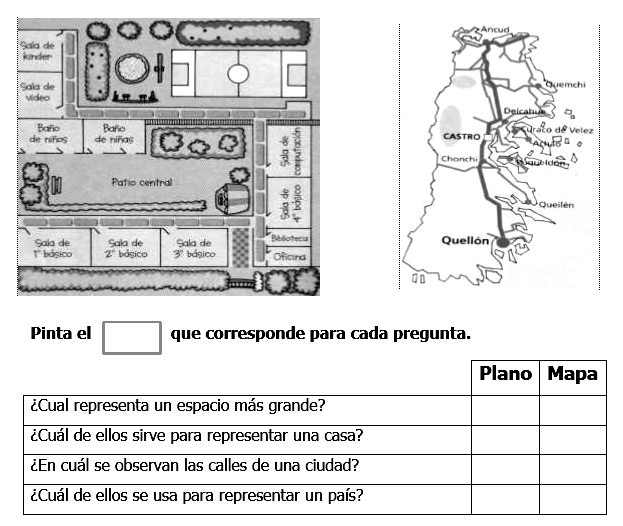 Sala de
kinder
Sala de
video
Baño
de niños
Baño
de niñas
Sala de
computación
Patio central
Sala de
4° básico
Sala de
1° básico
Sala de
2° básico
Sala de
3° básico
Biblioteca
Oficina
Ancud
Quemchi
Delcahue
Curaco de Velez
Achao
CASTRO
Chonchi
Puqueldón
Queilén
Quellón
Pinta el que corresponde para cada pregunta.
Plano Mapa
¿Cual representa un espacio más grande?
¿Cuál de ellos sirve para representar una casa?
¿En cuál se observan las calles de una ciudad?
¿Cuál de ellos se usa para representar un país?